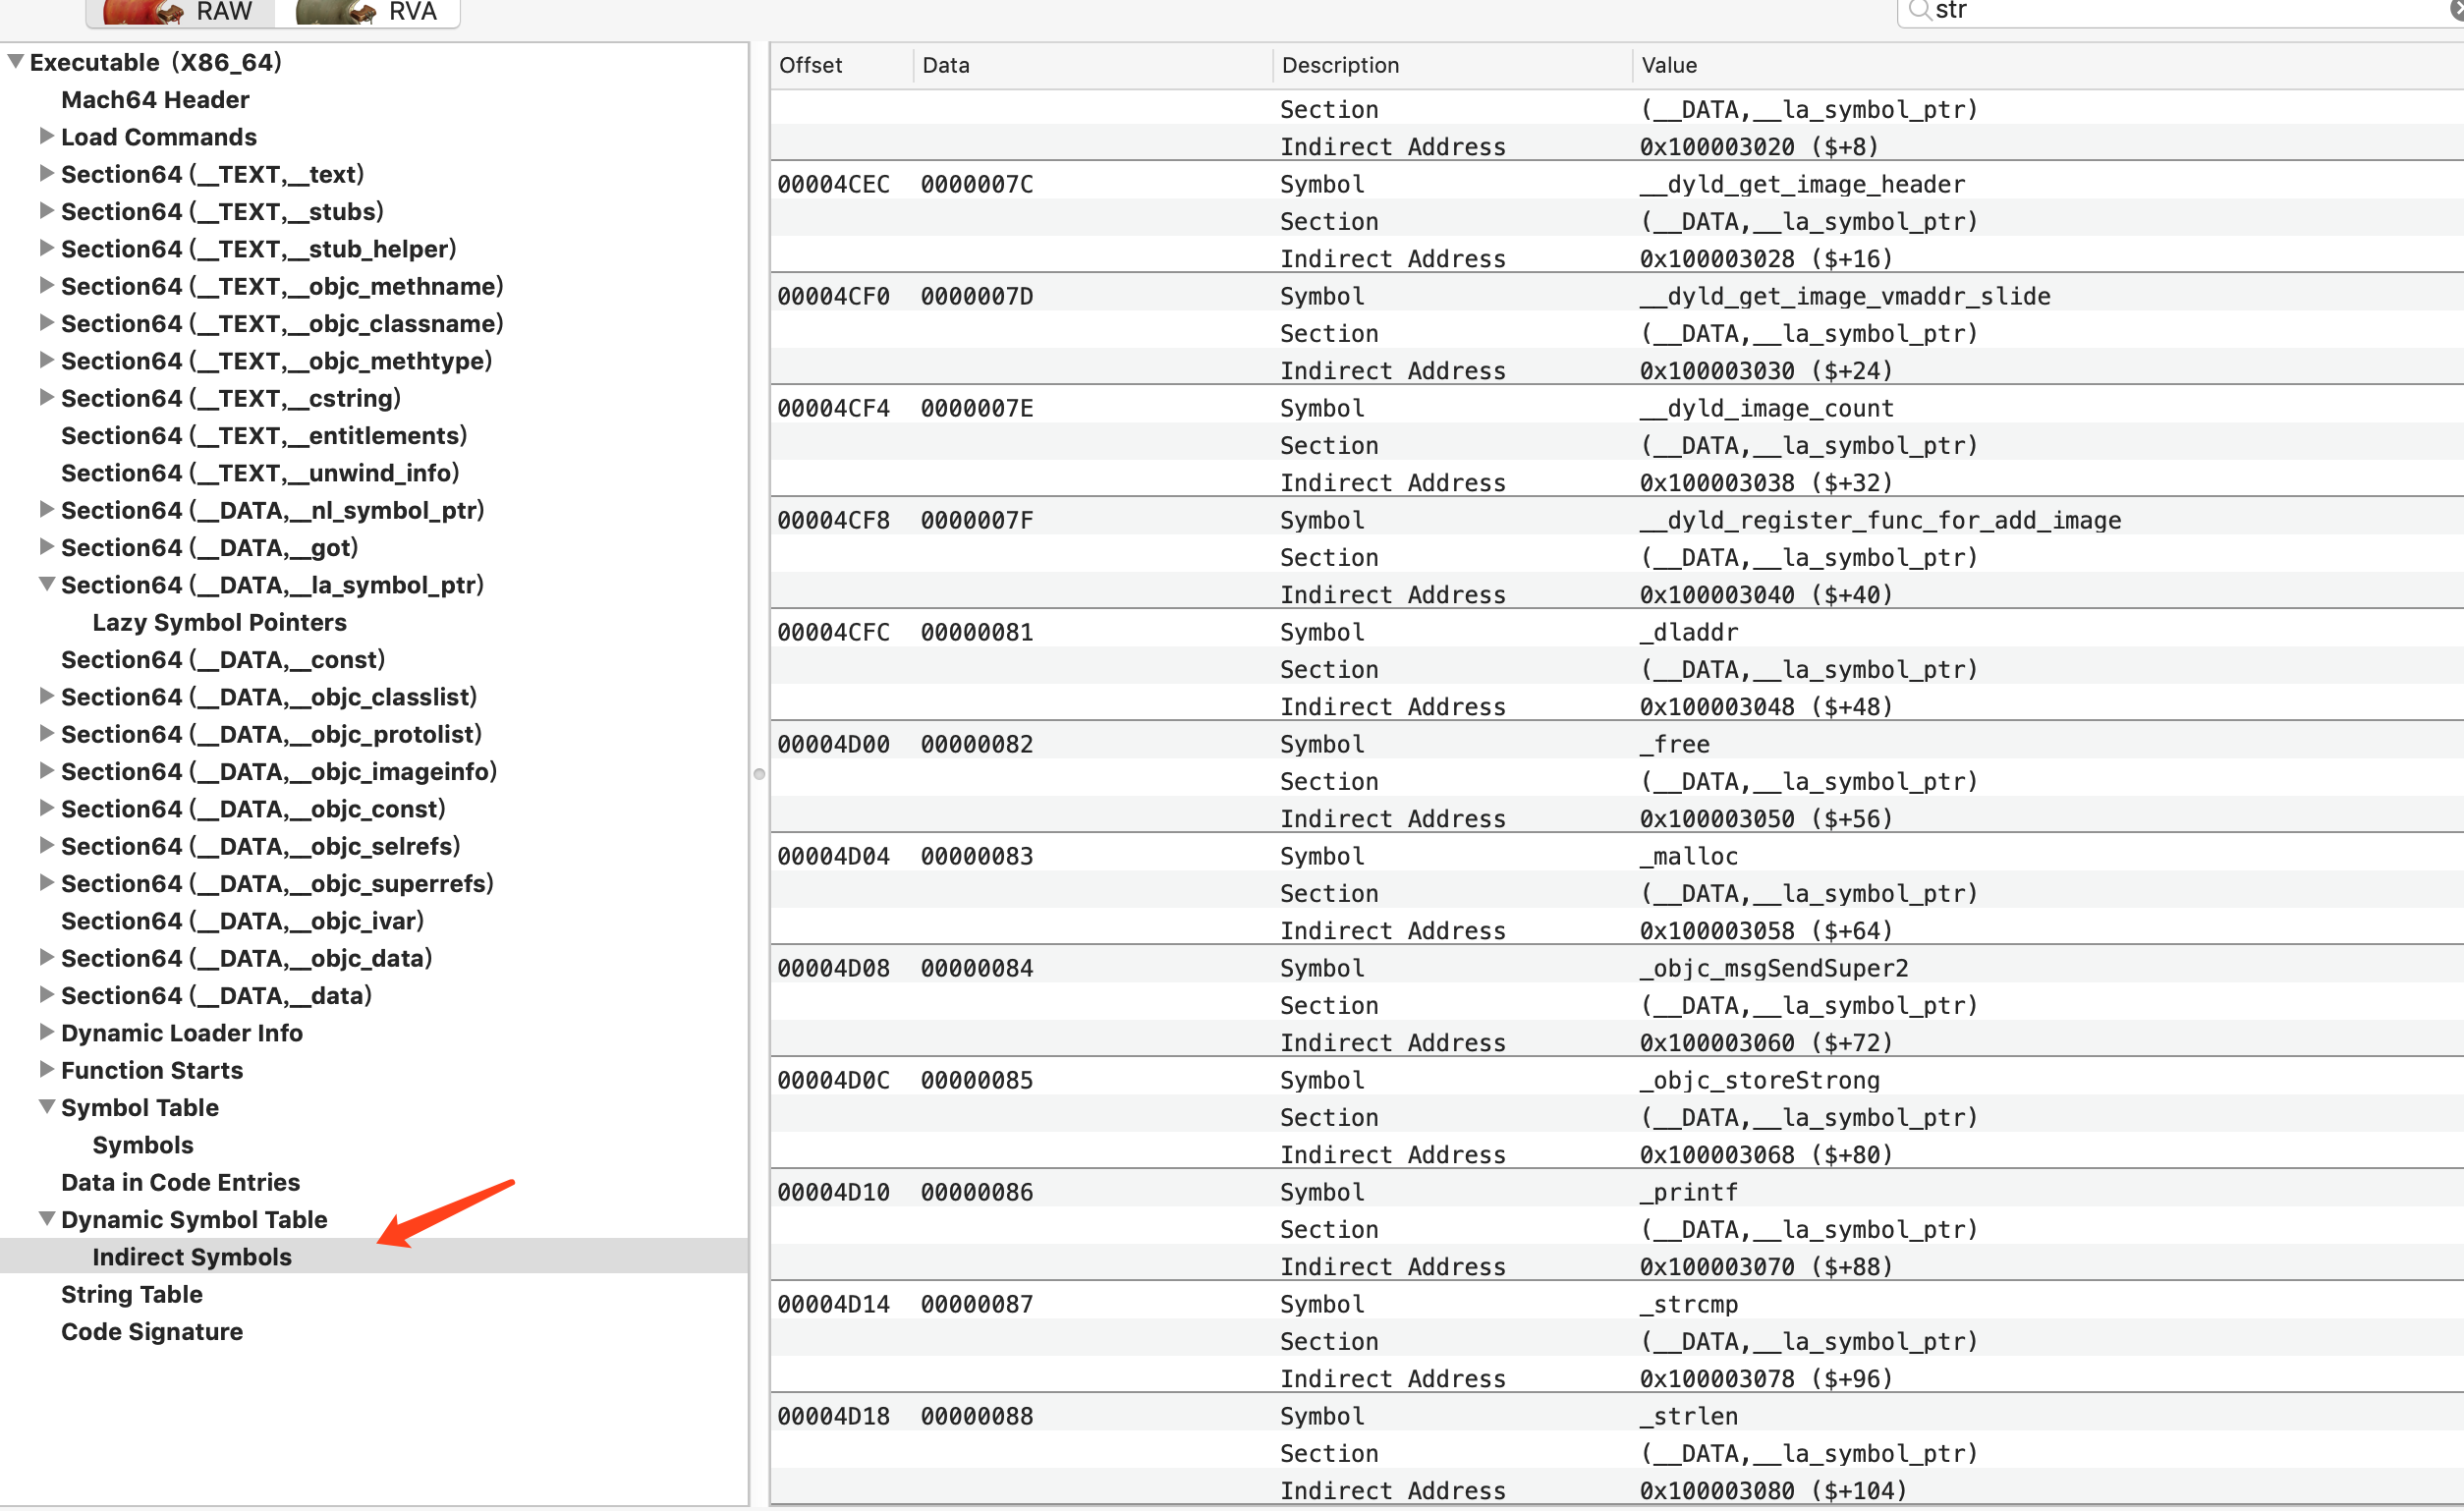 RAW RVA str
Executable (X86_64)
Mach64 Header
Load Commands
Section64 (__TEXT,__text)
Section64 (__TEXT,__stubs)
Section64 (__TEXT,__stub_helper)
Section64 (__TEXT,__objc_methname)
Section64 (__TEXT,__objc_classname)
Section64 (__TEXT,__objc_methtype)
Section64 (__TEXT,__cstring)
Section64 (__TEXT,__entitlements)
Section64 (__TEXT,__unwind_info)
Section64 (__DATA,__nl_symbol_ptr)
Section64 (__DATA,__got)
Section64 (__DATA,__la_symbol_ptr)
Lazy Symbol Pointers
Section64 (__DATA,__const)
Section64 (__DATA,__objc_classlist)
Section64 (__DATA,__objc_protolist)
Section64 (__DATA,__objc_imageinfo)
Section64 (__DATA,__objc_const)
Section64 (__DATA,__objc_selrefs)
Section64 (__DATA,__objc_superrefs)
Section64 (__DATA,__objc_ivar)
Section64 (__DATA,__objc_data)
Section64 (__DATA,__data)
Dynamic Loader Info
Function Starts
Symbol Table
Symbols
Data in Code Entries
Dynamic Symbol Table
Indirect Symbols
String Table
Code Signature
Offset Data Description Value
Section (__DATA,__la_symbol_ptr)
Indirect Address 0x100003020 ($+8)
00004CEC 0000007C Symbol __dyld_get_image_header
Section (__DATA,__la_symbol_ptr)
Indirect Address 0x100003028 ($+16)
00004CF0 0000007D Symbol __dyld_get_image_vmaddr_slide
Section (__DATA,__la_symbol_ptr)
Indirect Address 0x100003030 ($+24)
00004CF4 0000007E Symbol __dyld_image_count
Section (__DATA,__la_symbol_ptr)
Indirect Address 0x100003038 ($+32)
00004CF8 0000007F Symbol __dyld_register_func_for_add_image
Section (__DATA,__la_symbol_ptr)
Indirect Address 0x100003040 ($+40)
00004CFC 00000081 Symbol _dladdr
Section (__DATA,__la_symbol_ptr)
Indirect Address 0x100003048 ($+48)
00004D00 00000082 Symbol _free
Section (__DATA,__la_symbol_ptr)
Indirect Address 0x100003050 ($+56)
00004D04 00000083 Symbol _malloc
Section (__DATA,__la_symbol_ptr)
Indirect Address 0x100003058 ($+64)
00004D08 00000084 Symbol _objc_msgSendSuper2
Section (__DATA,__la_symbol_ptr)
Indirect Address 0x100003060 ($+72)
00004D0C 00000085 Symbol _objc_storeStrong
Section (__DATA,__la_symbol_ptr)
Indirect Address 0x100003068 ($+80)
00004D10 00000086 Symbol _printf
Section (__DATA,__la_symbol_ptr)
Indirect Address 0x100003070 ($+88)
00004D14 00000087 Symbol _strcmp
Section (__DATA,__la_symbol_ptr)
Indirect Address 0x100003078 ($+96)
00004D18 00000088 Symbol _strlen
Section (__DATA,__la_symbol_ptr)
Indirect Address 0x100003080 ($+104)